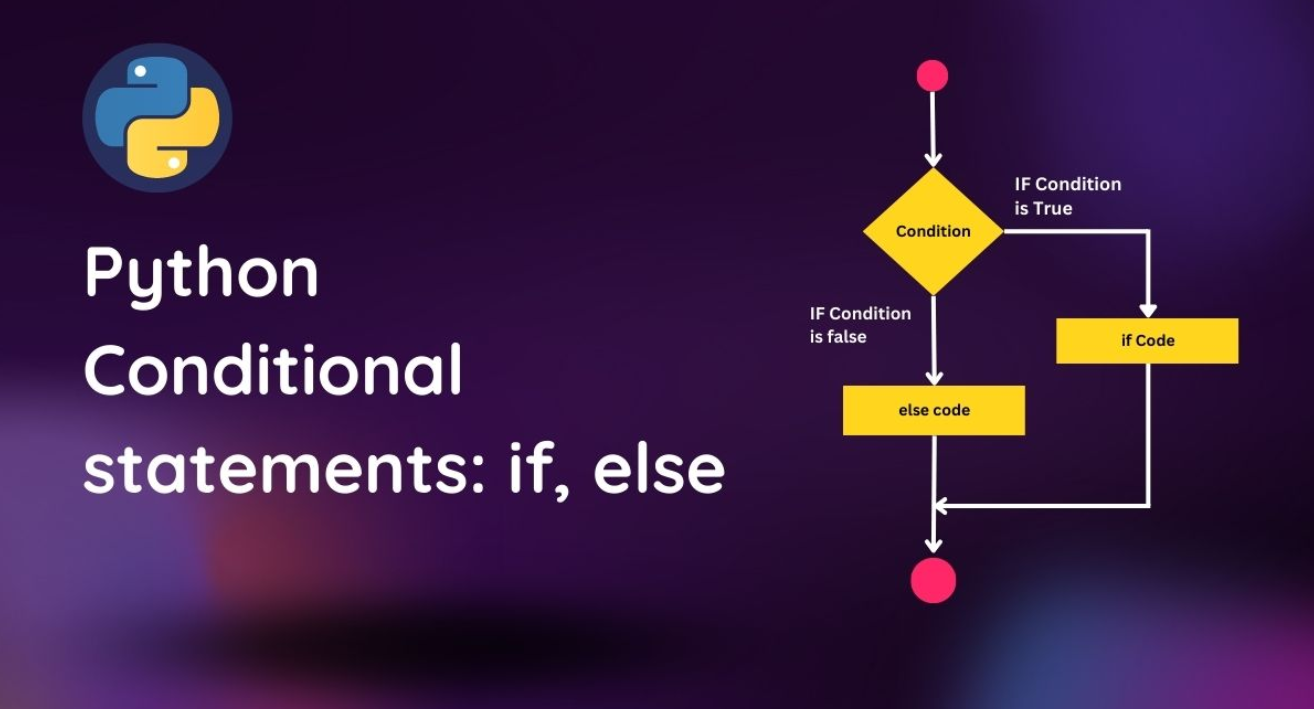 Python
Conditional
statements: if, else
IF Condition
is True
Condition
IF Condition
is false
if Code
else code